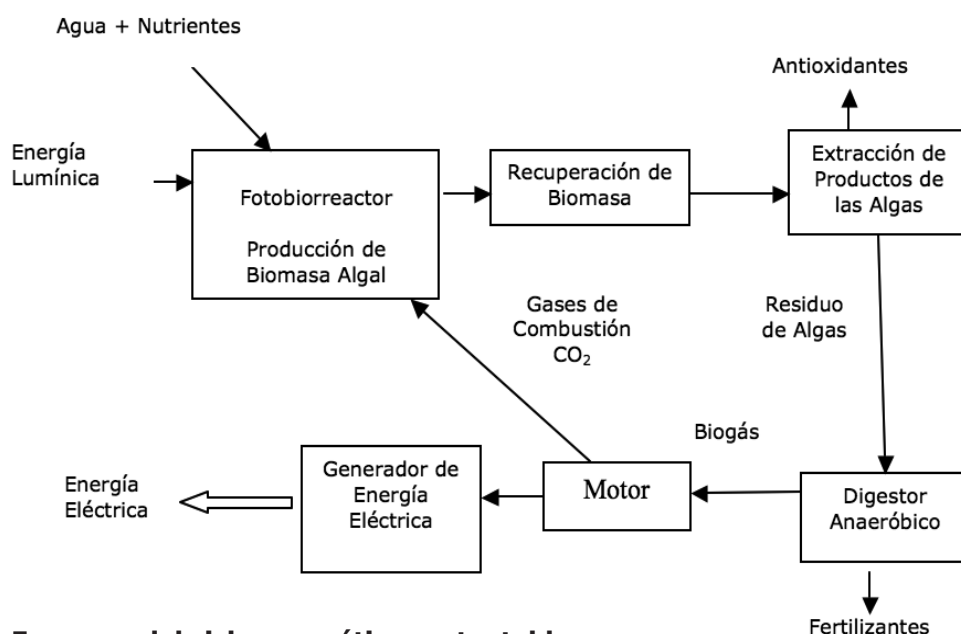 Agua + Nutrientes
Antioxidantes
Energía
Lumínica
Fotobiorreactor
Producción de
Biomasa Algal
Recuperación de
Biomasa
Extracción de
Productos de
las Algas
Gases de
Combustión
CO₂
Residuo
de Algas
Biogás
Energía
Eléctrica
Generador de
Energía
Eléctrica
Motor
Digestor
Anaeróbico
Fertilizantes